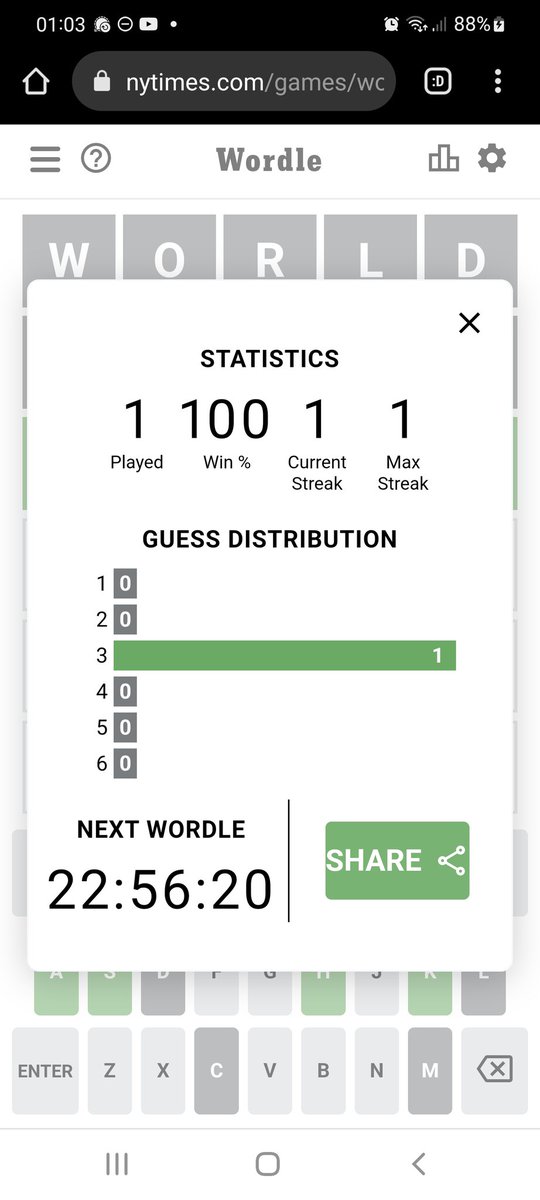 01:03 88%
nytimes.com/games/wc :D
Wordle
W O R L D
STATISTICS
1 100 1 1
Played Win % Current Streak Max Streak
GUESS DISTRIBUTION
1 0
2 0
3 1
4 0
5 0
6 0
NEXT WORDLE
22:56:20
SHARE
A S D F G H J K L
ENTER Z X C V B N M